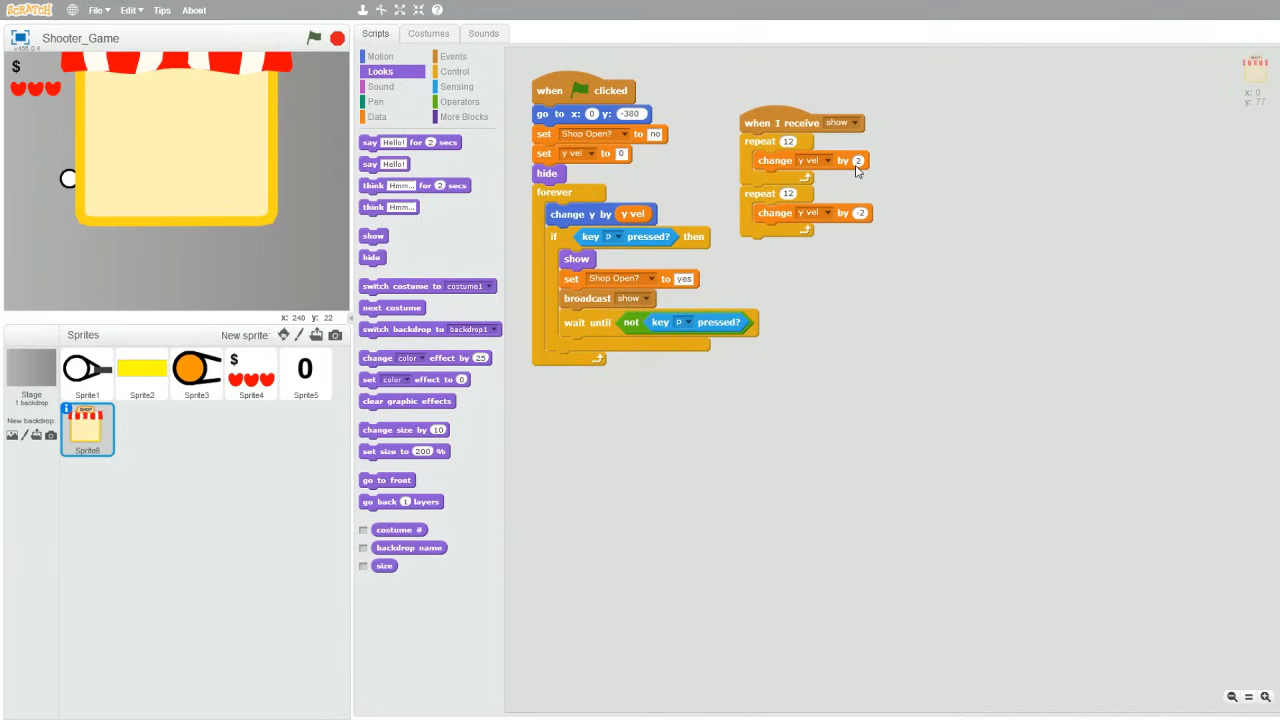 SCRATCH File Edit Tips About
v456.0.4 Shooter_Game
$
x: 240 y: 22
Sprites New sprite:
Stage
1 backdrop
New backdrop:
Sprite1
Sprite2
Sprite3
$
Sprite4
0
Sprite5
SHOP
Sprite6
Scripts Costumes Sounds
Motion Events
Looks Control
Sound Sensing
Pen Operators
Data More Blocks
say Hello! for 2 secs
say Hello!
think Hmm... for 2 secs
think Hmm...
show
hide
switch costume to costume1
next costume
switch backdrop to backdrop1
change color effect by 25
set color effect to 0
clear graphic effects
change size by 10
set size to 200 %
go to front
go back 1 layers
costume #
backdrop name
size
when clicked
go to x: 0 y: -380
set Shop Open? to no
set y vel to 0
hide
forever
change y by y vel
if key p pressed? then
show
set Shop Open? to yes
broadcast show
wait until not key p pressed?
when I receive show
repeat 12
change y vel by 2
repeat 12
change y vel by -2
x: 0
y: 77